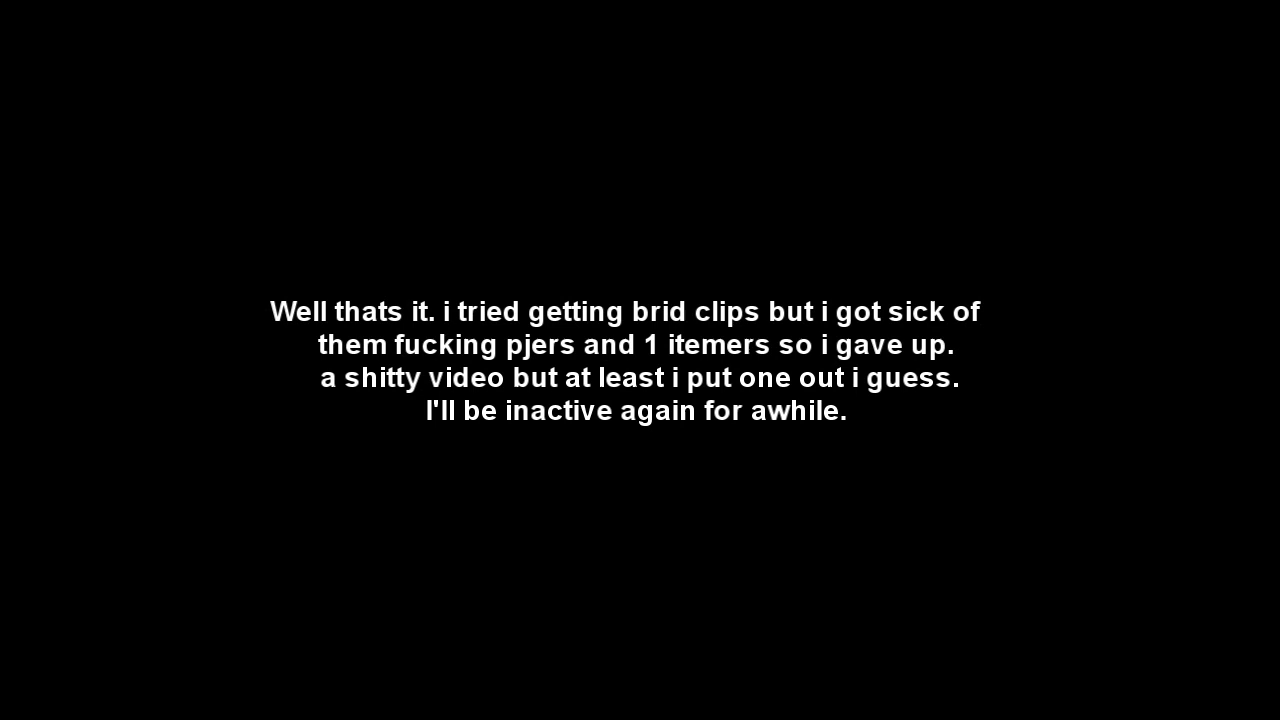 Well thats it. i tried getting brid clips but i got sick of
them fucking pjers and 1 itemers so i gave up.
a shitty video but at least i put one out i guess.
I'll be inactive again for awhile.